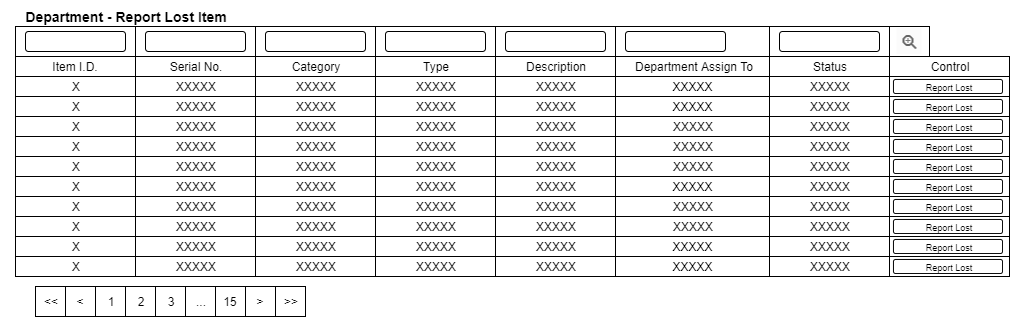 Department - Report Lost Item
Item I.D. Serial No. Category Type Description Department Assign To Status Control
X XXXXX XXXXX XXXXX XXXXX XXXXX XXXXX Report Lost
X XXXXX XXXXX XXXXX XXXXX XXXXX XXXXX Report Lost
X XXXXX XXXXX XXXXX XXXXX XXXXX XXXXX Report Lost
X XXXXX XXXXX XXXXX XXXXX XXXXX XXXXX Report Lost
X XXXXX XXXXX XXXXX XXXXX XXXXX XXXXX Report Lost
X XXXXX XXXXX XXXXX XXXXX XXXXX XXXXX Report Lost
X XXXXX XXXXX XXXXX XXXXX XXXXX XXXXX Report Lost
X XXXXX XXXXX XXXXX XXXXX XXXXX XXXXX Report Lost
X XXXXX XXXXX XXXXX XXXXX XXXXX XXXXX Report Lost
X XXXXX XXXXX XXXXX XXXXX XXXXX XXXXX Report Lost
<< < 1 2 3 ... 15 > >>